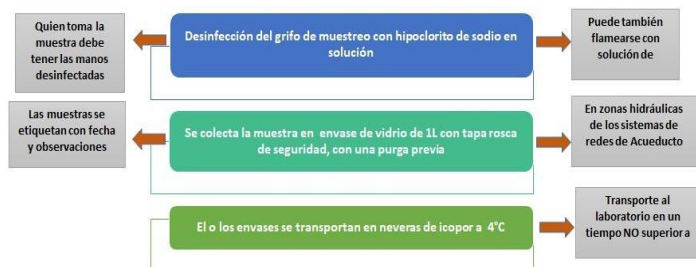 Quien toma la
muestra debe
tener las manos
desinfectadas
Desinfección del grifo de muestreo con hipoclorito de sodio en
solución
Puede también
flamearse con
solución de
Las muestras se
etiquetan con fecha
y observaciones
Se colecta la muestra en envase de vidrio de 1L con tapa rosca
de seguridad, con una purga previa
En zonas hidráulicas
de los sistemas de
redes de Acueducto
El o los envases se transportan en neveras de icopor a 4°C
Transporte al
laboratorio en un
tiempo NO superior a